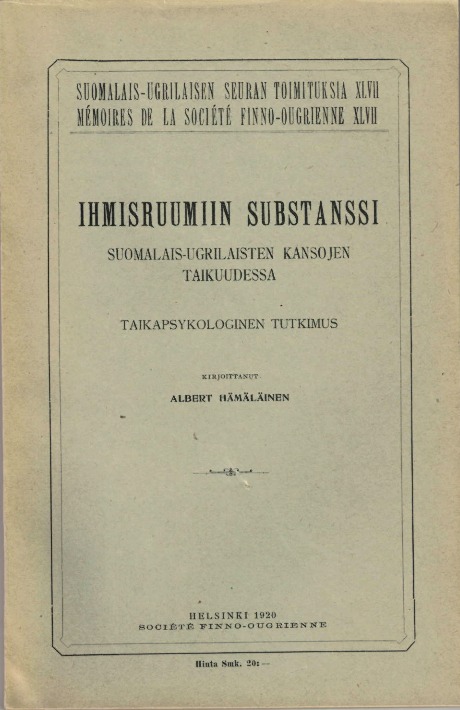 SUOMALAIS-UGRILAISEN SEURAN TOIMITUKSIA XLVII
MÉMOIRES DE LA SOCIÉTÉ FINNO-OUGRIENNE XLVII
IHMISRUUMIIN SUBSTANSSI
SUOMALAIS-UGRILAISTEN KANSOJEN
TAIKUUDESSA
TAIKAPSYKOLOGINEN TUTKIMUS
KIRJOITTANUT
ALBERT HÄMÄLÄINEN
HELSINKI 1920
SOCIÉTÉ FINNO-OUGRIENNE
Hinta Smk. 20: —